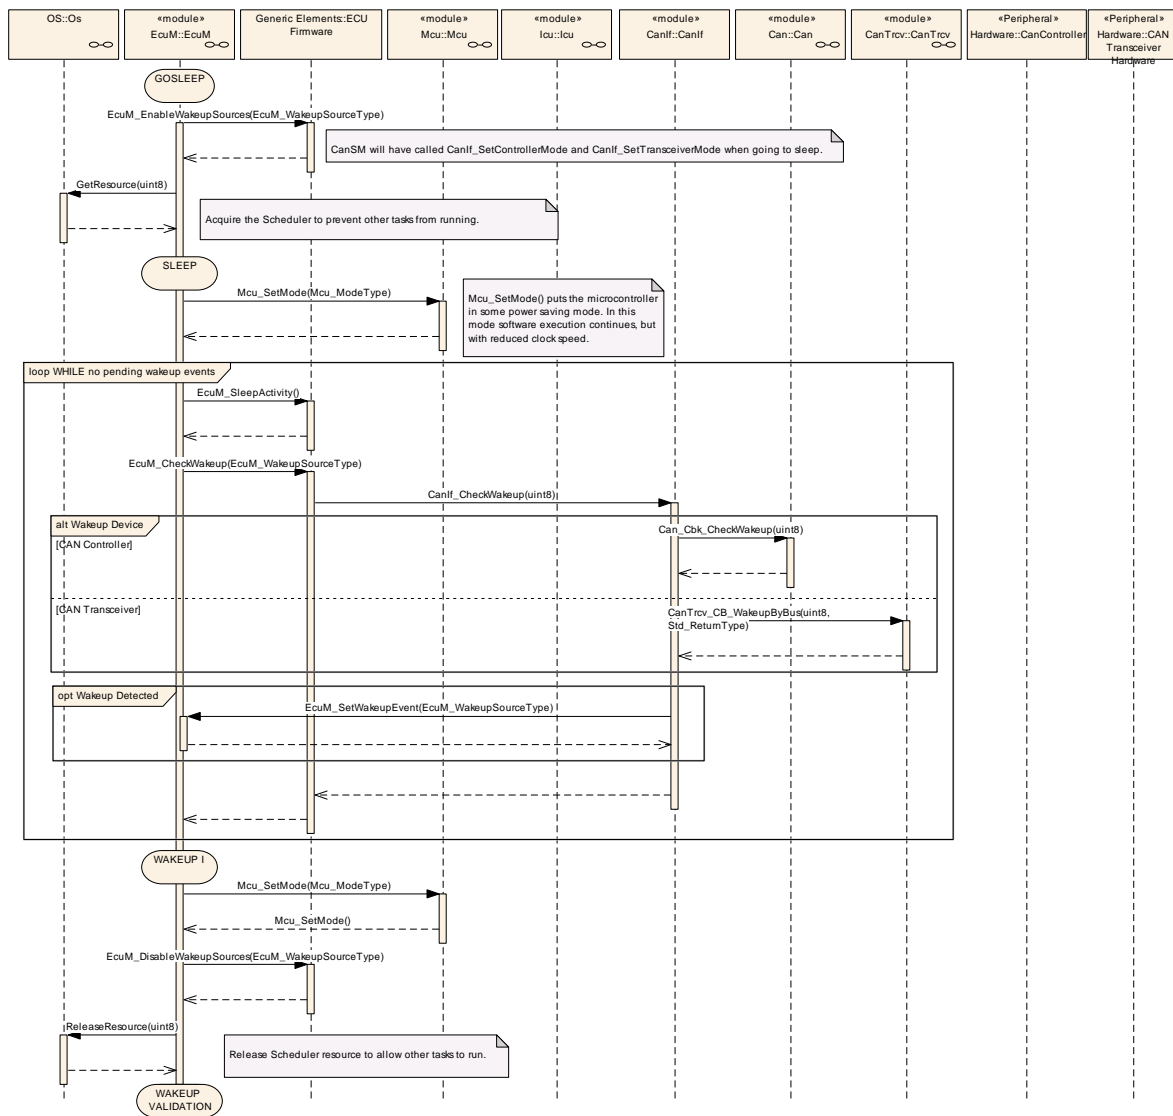 OS::Os
«module»
EcuM::EcuM
Generic Elements::ECU
Firmware
«module»
Mcu::Mcu
«module»
Icu::Icu
«module»
CanIf::CanIf
«module»
Can::Can
«module»
CanTrcv::CanTrcv
«Peripheral»
Hardware::CanController
«Peripheral»
Hardware::CAN
Transceiver
Hardware
GOSLEEP
EcuM_EnableWakeupSources(EcuM_WakeupSourceType)
CanSM will have called CanIf_SetControllerMode and CanIf_SetTransceiverMode when going to sleep.
GetResource(uint8)
Acquire the Scheduler to prevent other tasks from running.
SLEEP
Mcu_SetMode(Mcu_ModeType)
Mcu_SetMode() puts the microcontroller
in some power saving mode. In this
mode software execution continues, but
with reduced clock speed.
loop WHILE no pending wakeup events
EcuM_SleepActivity()
EcuM_CheckWakeup(EcuM_WakeupSourceType)
CanIf_CheckWakeup(uint8)
alt Wakeup Device
[CAN Controller]
Can_Cbk_CheckWakeup(uint8)
[CAN Transceiver]
CanTrcv_CB_WakeupByBus(uint8,
Std_ReturnType)
opt Wakeup Detected
EcuM_SetWakeupEvent(EcuM_WakeupSourceType)
WAKEUP I
Mcu_SetMode(Mcu_ModeType)
Mcu_SetMode()
EcuM_DisableWakeupSources(EcuM_WakeupSourceType)
ReleaseResource(uint8)
Release Scheduler resource to allow other tasks to run.
WAKEUP
VALIDATION